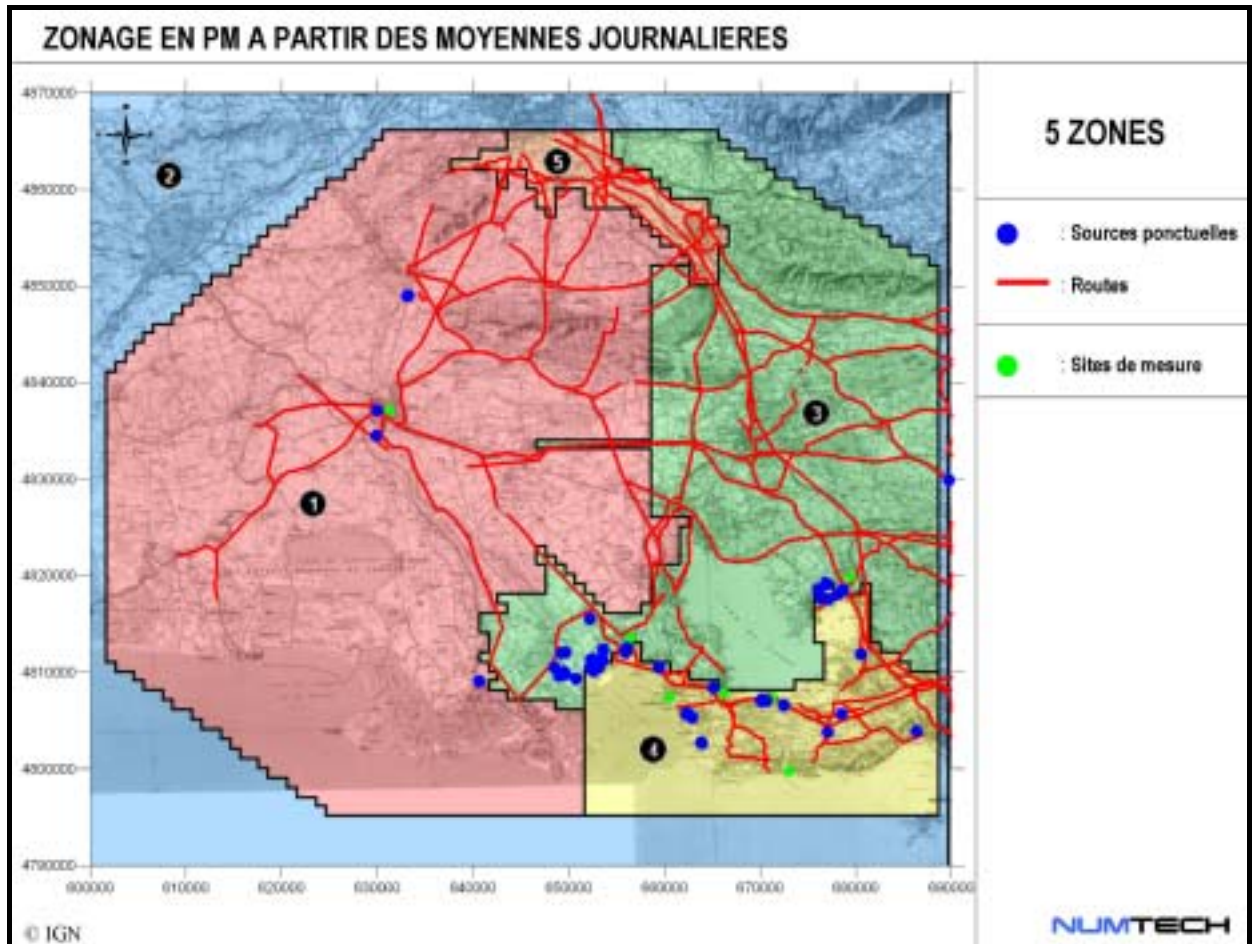 ZONAGE EN PM A PARTIR DES MOYENNES JOURNALIERES
5 ZONES
: Sources ponctuelles
: Routes
: Sites de mesure
4870000
4860000
4850000
4840000
4830000
4820000
4810000
4800000
4790000
600000 610000 620000 630000 640000 650000 660000 670000 680000 690000
2
5
3
1
4
© IGN
NUMTECH